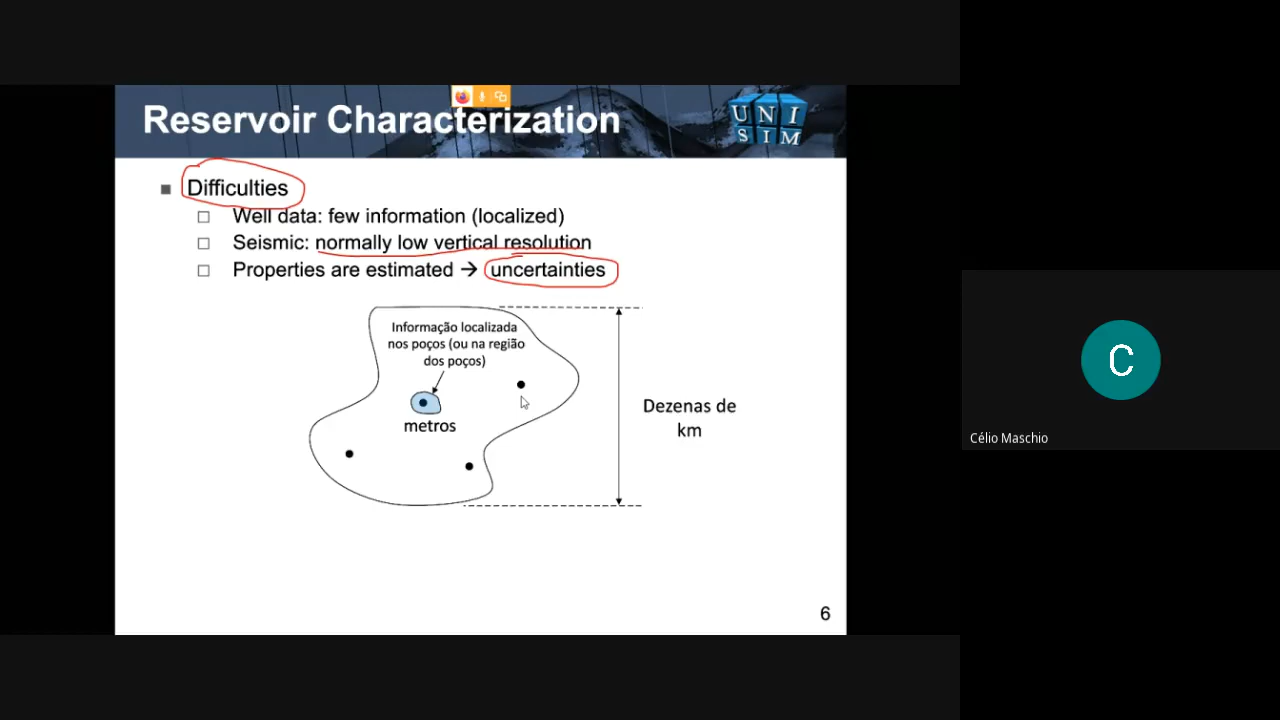 Reservoir Characterization
UNI
SIM
Difficulties
Well data: few information (localized)
Seismic: normally low vertical resolution
Properties are estimated → uncertainties
Informação localizada
nos poços (ou na região
dos poços)
metros
Dezenas de
km
6
C
Célio Maschio